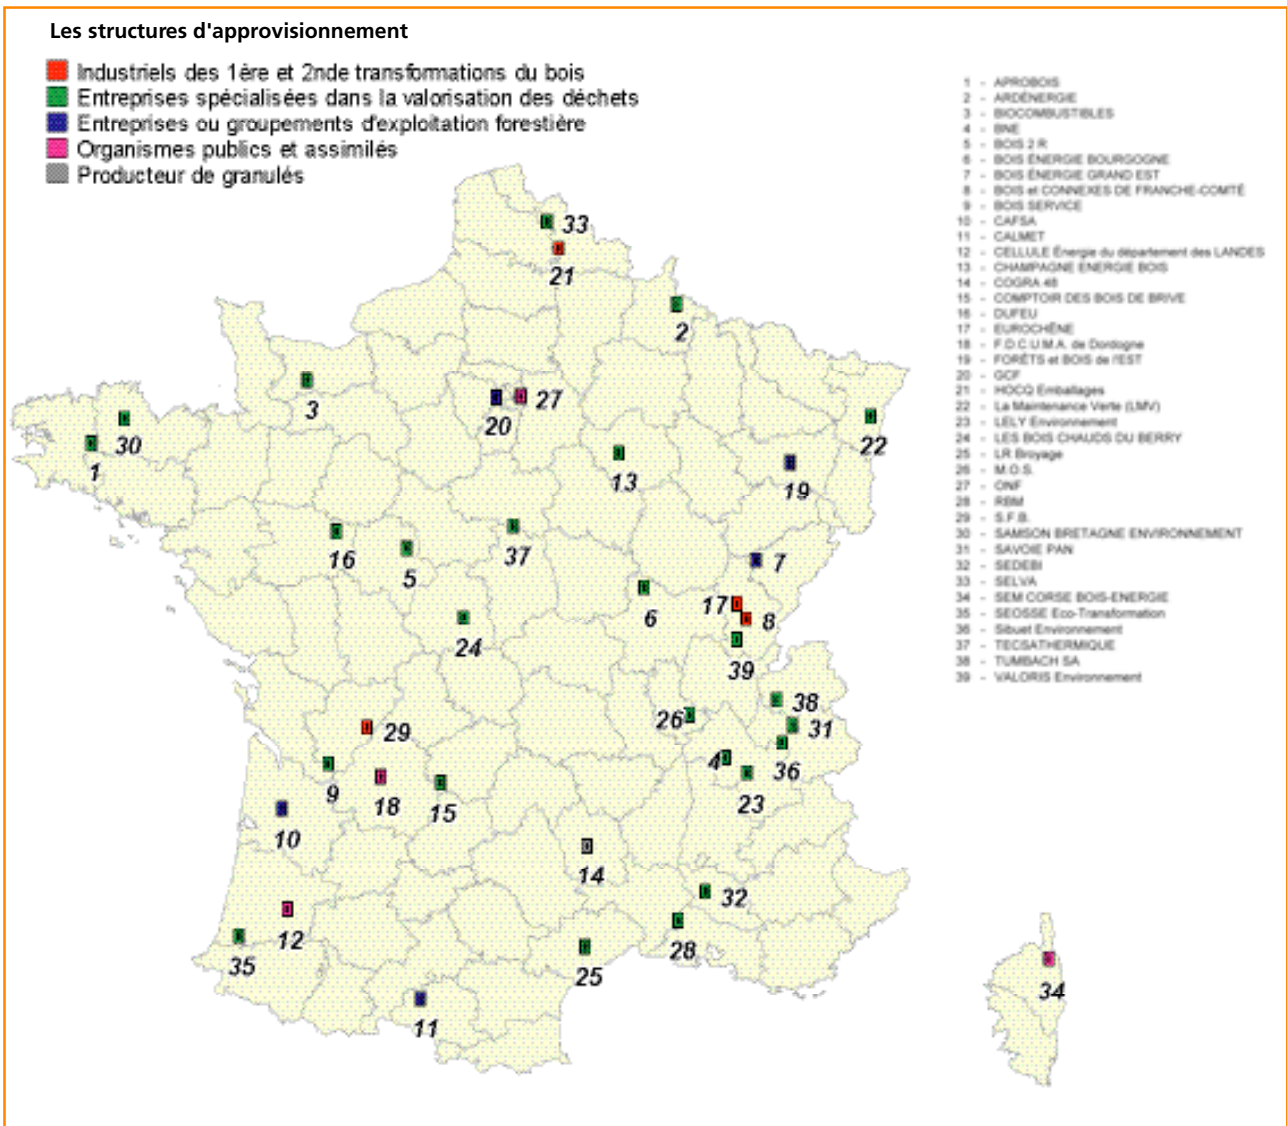 Les structures d'approvisionnement
Industriels des 1ère et 2nde transformations du bois
Entreprises spécialisées dans la valorisation des déchets
Entreprises ou groupements d'exploitation forestière
Organismes publics et assimilés
Producteur de granulés
1 - APROBOIS
2 - ARDÉNERGIE
3 - BIOCOMBUSTIBLES
4 - BNE
5 - BOIS 2 R
6 - BOIS ÉNERGIE BOURGOGNE
7 - BOIS ÉNERGIE GRAND EST
8 - BOIS et CONNEXES DE FRANCHE-COMTÉ
9 - BOIS SERVICE
10 - CAFSA
11 - CALMET
12 - CELLULE Énergie du département des LANDES
13 - CHAMPAGNE ENERGIE BOIS
14 - COGRA 48
15 - COMPTOIR DES BOIS DE BRIVE
16 - DUFEU
17 - EUROCHÊNE
18 - F.D.C.U.M.A. de Dordogne
19 - FORÊTS et BOIS de l'EST
20 - GCF
21 - HOCQ Emballages
22 - La Maintenance Verte (LMV)
23 - LELY Environnement
24 - LES BOIS CHAUDS DU BERRY
25 - LR Broyage
26 - M.O.S.
27 - ONF
28 - RBM
29 - S.F.B.
30 - SAMSON BRETAGNE ENVIRONNEMENT
31 - SAVOIE PAN
32 - SEDEBI
33 - SELVA
34 - SEM CORSE BOIS-ENERGIE
35 - SEOSSE Eco-Transformation
36 - Sibuet Environnement
37 - TECSATHERMIQUE
38 - TUMBACH SA
39 - VALORIS Environnement
33
21
2
3
27
20
30
1
22
13
19
16
5
37
7
6
17
8
24
39
38
26
31
29
4
36
9
18
15
23
10
14
32
12
28
35
25
34
11